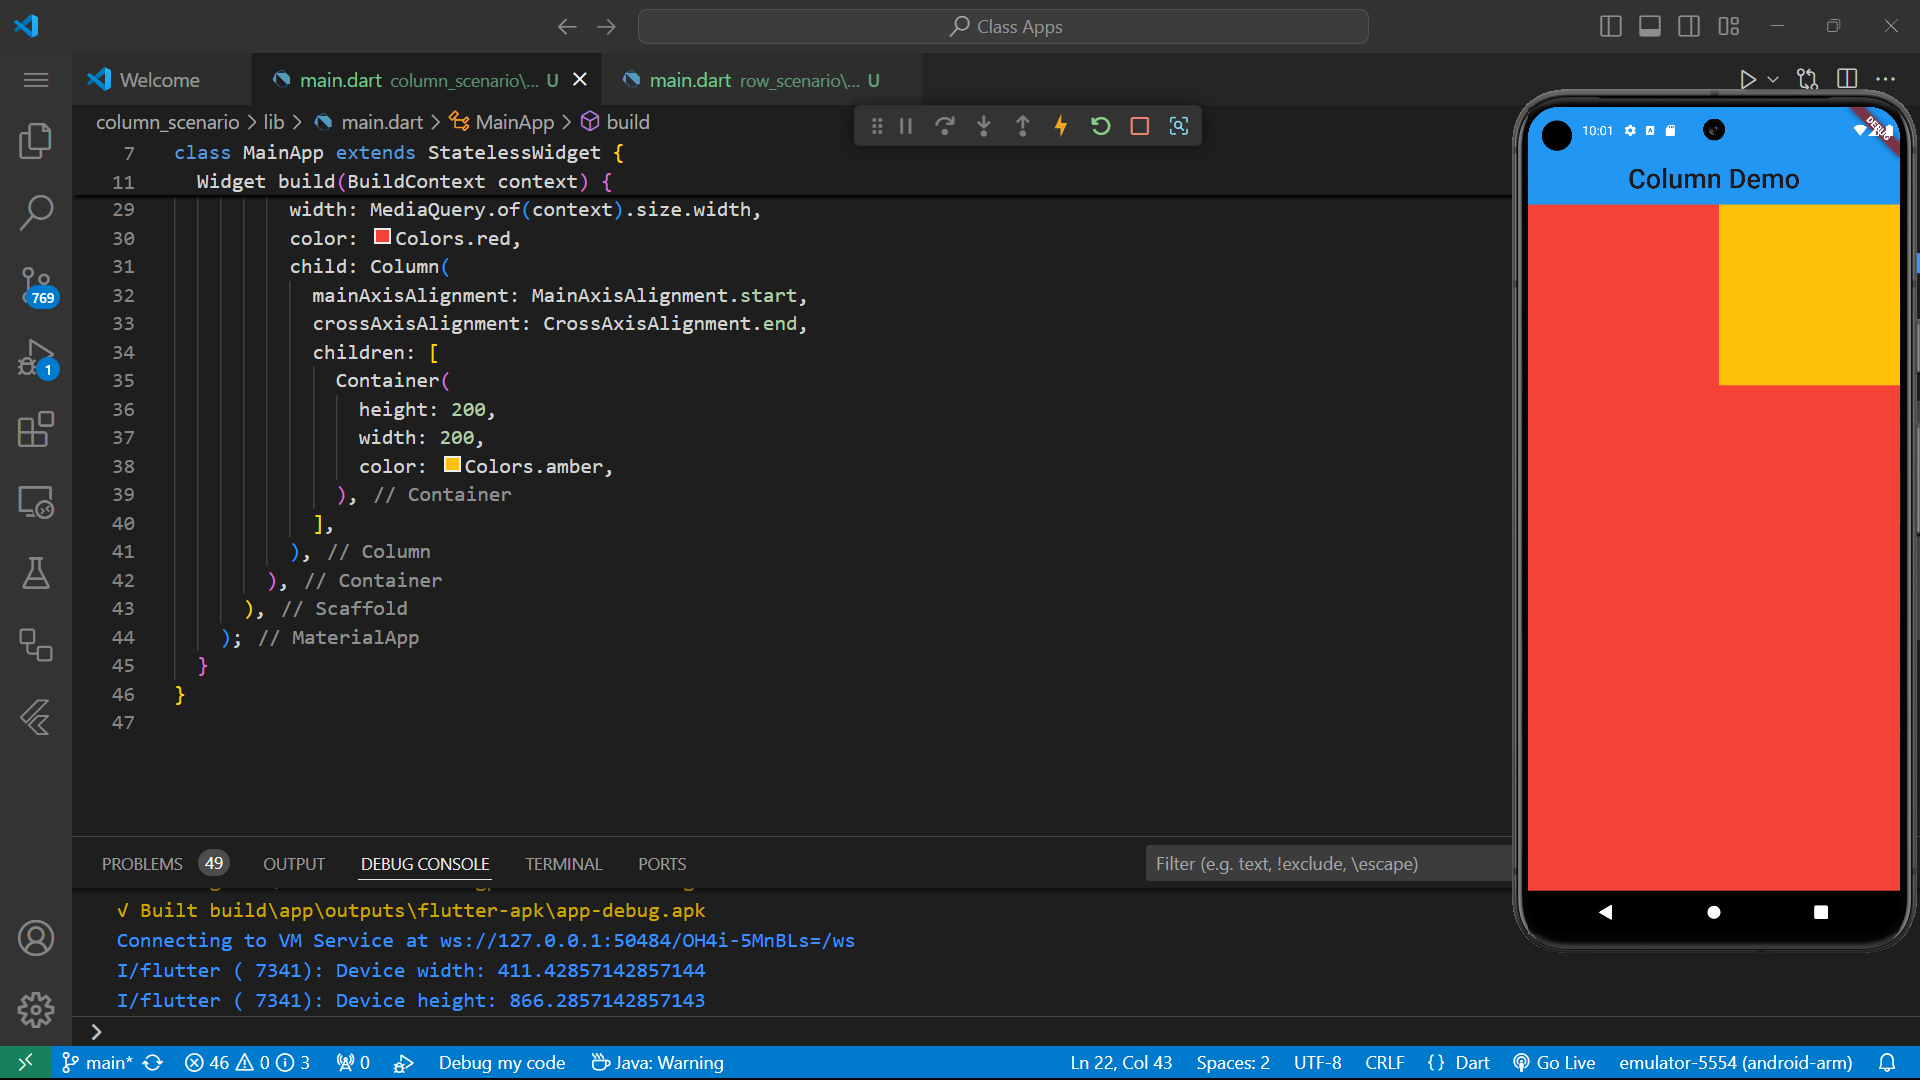 Class Apps
Welcome
main.dart column_scenario\... U
main.dart row_scenario\... U
column_scenario > lib > main.dart > MainApp > build
7 class MainApp extends StatelessWidget {
11 Widget build(BuildContext context) {
29 width: MediaQuery.of(context).size.width,
30 color: Colors.red,
31 child: Column(
32 mainAxisAlignment: MainAxisAlignment.start,
33 crossAxisAlignment: CrossAxisAlignment.end,
34 children: [
35 Container(
36 height: 200,
37 width: 200,
38 color: Colors.amber,
39 ), // Container
40 ],
41 ), // Column
42 ), // Container
43 ), // Scaffold
44 ); // MaterialApp
45 }
46 }
47
10:01
DEBUG
Column Demo
769
1
PROBLEMS 49 OUTPUT DEBUG CONSOLE TERMINAL PORTS
Filter (e.g. text, !exclude, \escape)
√ Built build\app\outputs\flutter-apk\app-debug.apk
Connecting to VM Service at ws://127.0.0.1:50484/OH4i-5MnBLs=/ws
I/flutter ( 7341): Device width: 411.42857142857144
I/flutter ( 7341): Device height: 866.2857142857143
>
main* 46 0 3 0 Debug my code Java: Warning Ln 22, Col 43 Spaces: 2 UTF-8 CRLF {} Dart Go Live emulator-5554 (android-arm)